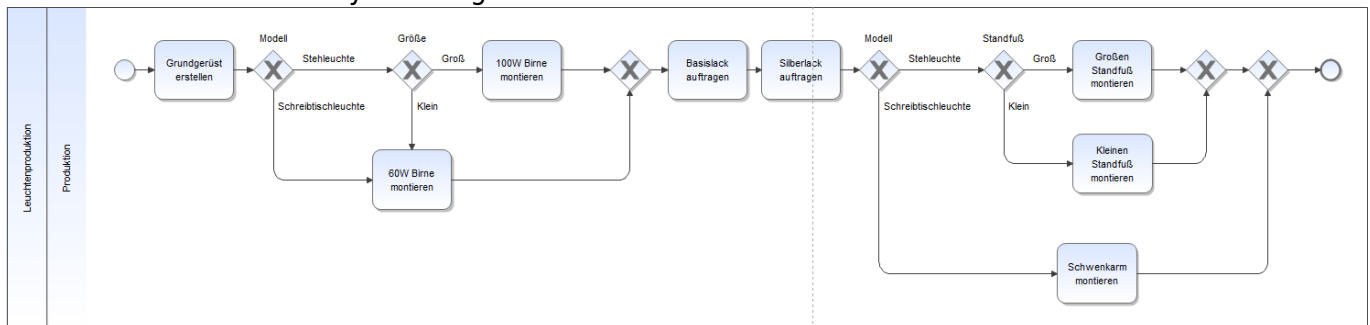 Leuchtenproduktion
Produktion
Grundgerüst
erstellen
Modell
Stehleuchte
Schreibtischleuchte
Größe
Groß
Klein
100W Birne
montieren
60W Birne
montieren
Basislack
auftragen
Silberlack
auftragen
Modell
Stehleuchte
Schreibtischleuchte
Standfuß
Groß
Klein
Großen
Standfuß
montieren
Kleinen
Standfuß
montieren
Schwenkarm
montieren